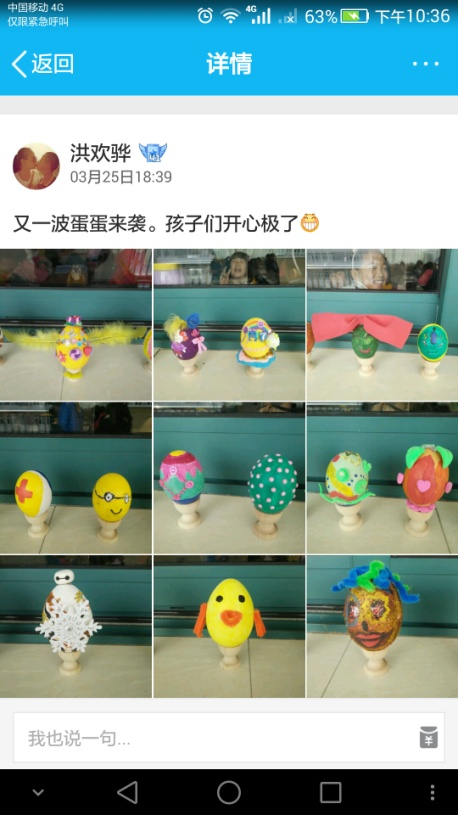 中国移动 4G
仅限紧急呼叫
4G
63%
下午10:36
返回
详情
洪欢骅
03月25日18:39
又一波蛋蛋来袭。孩子们开心极了
我也说一句...
¥